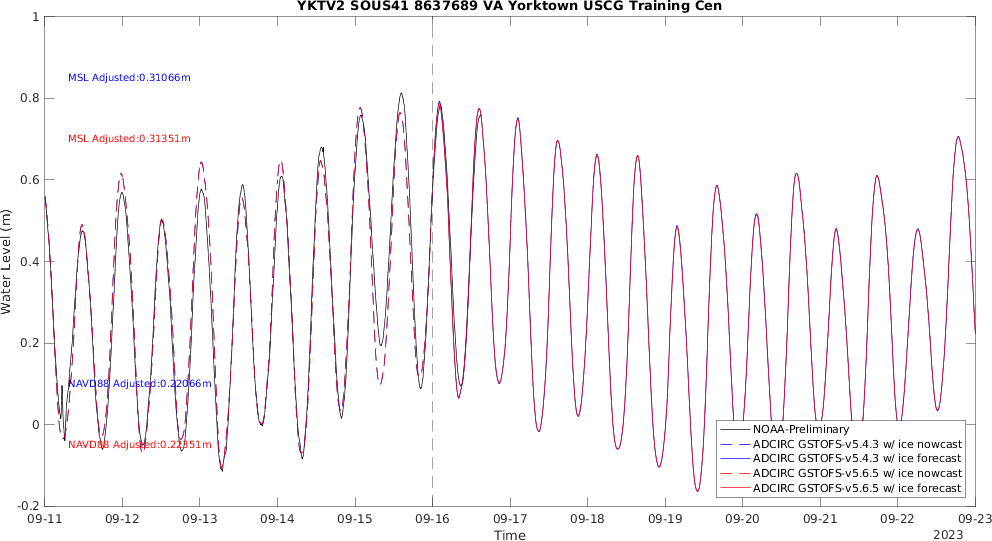 YKTV2 SOUS41 8637689 VA Yorktown USCG Training Cen
1
0.8
0.6
0.4
0.2
0
-0.2
Water Level (m)
MSL Adjusted:0.31066m
MSL Adjusted:0.31351m
NAVD88 Adjusted:0.22066m
NAVD88 Adjusted:0.22351m
NOAA-Preliminary
ADCIRC GSTOFS-v5.4.3 w/ ice nowcast
ADCIRC GSTOFS-v5.4.3 w/ ice forecast
ADCIRC GSTOFS-v5.6.5 w/ ice nowcast
ADCIRC GSTOFS-v5.6.5 w/ ice forecast
09-11 09-12 09-13 09-14 09-15 09-16 09-17 09-18 09-19 09-20 09-21 09-22 09-23
Time
2023